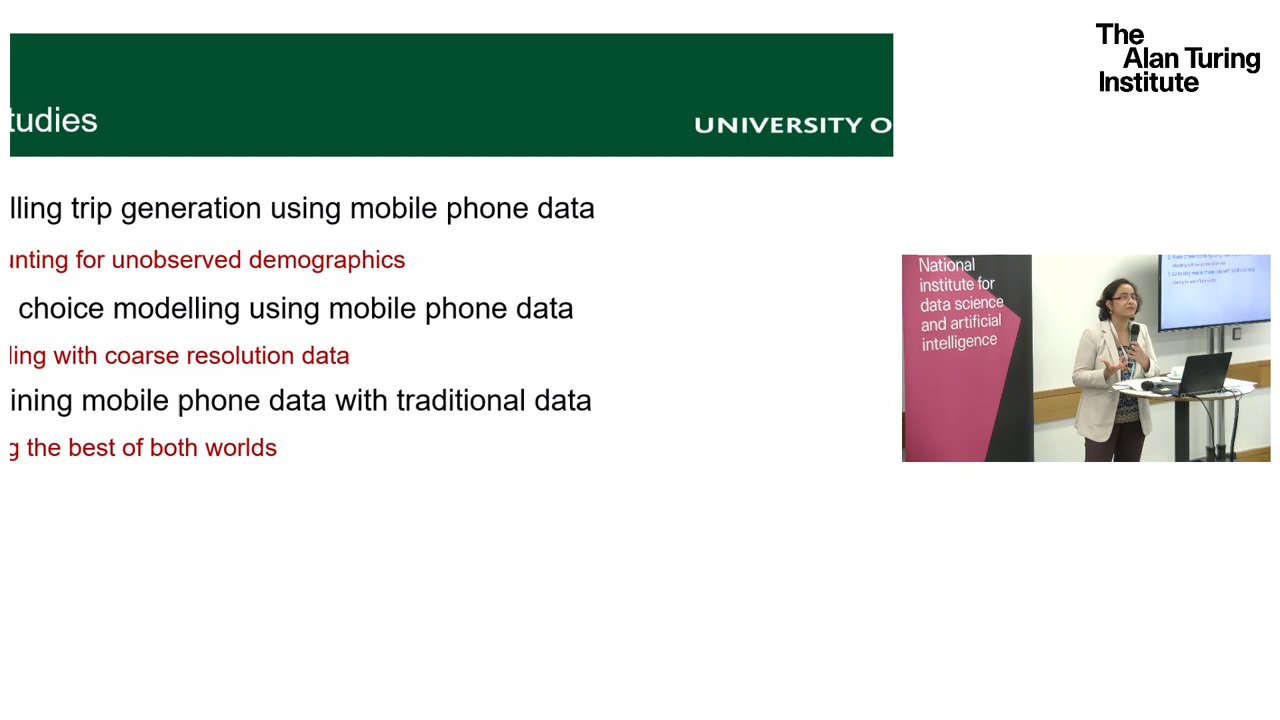 The
Alan Turing
Institute
tudies
UNIVERSITY O
lling trip generation using mobile phone data
unting for unobserved demographics
choice modelling using mobile phone data
ling with coarse resolution data
ining mobile phone data with traditional data
g the best of both worlds
National
institute for
data science
and artificial
intelligence